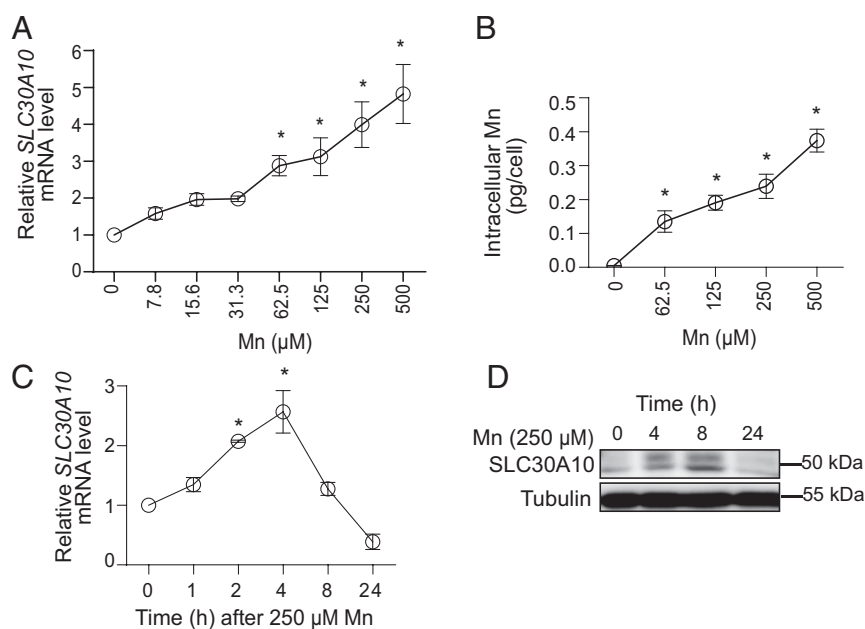 A
Relative SLC30A10
mRNA level
6
5
4
3
2
1
0
*
*
*
*
0
7.8
15.6
31.3
62.5
125
250
500
Mn (µM)
B
Intracellular Mn
(pg/cell)
0.5
0.4
0.3
0.2
0.1
0.0
*
*
*
*
0
62.5
125
250
500
Mn (µM)
C
Relative SLC30A10
mRNA level
3
2
1
0
*
*
0 1 2 4 8 24
Time (h) after 250 µM Mn
D
Time (h)
Mn (250 µM) 0 4 8 24
SLC30A10 50 kDa
Tubulin 55 kDa